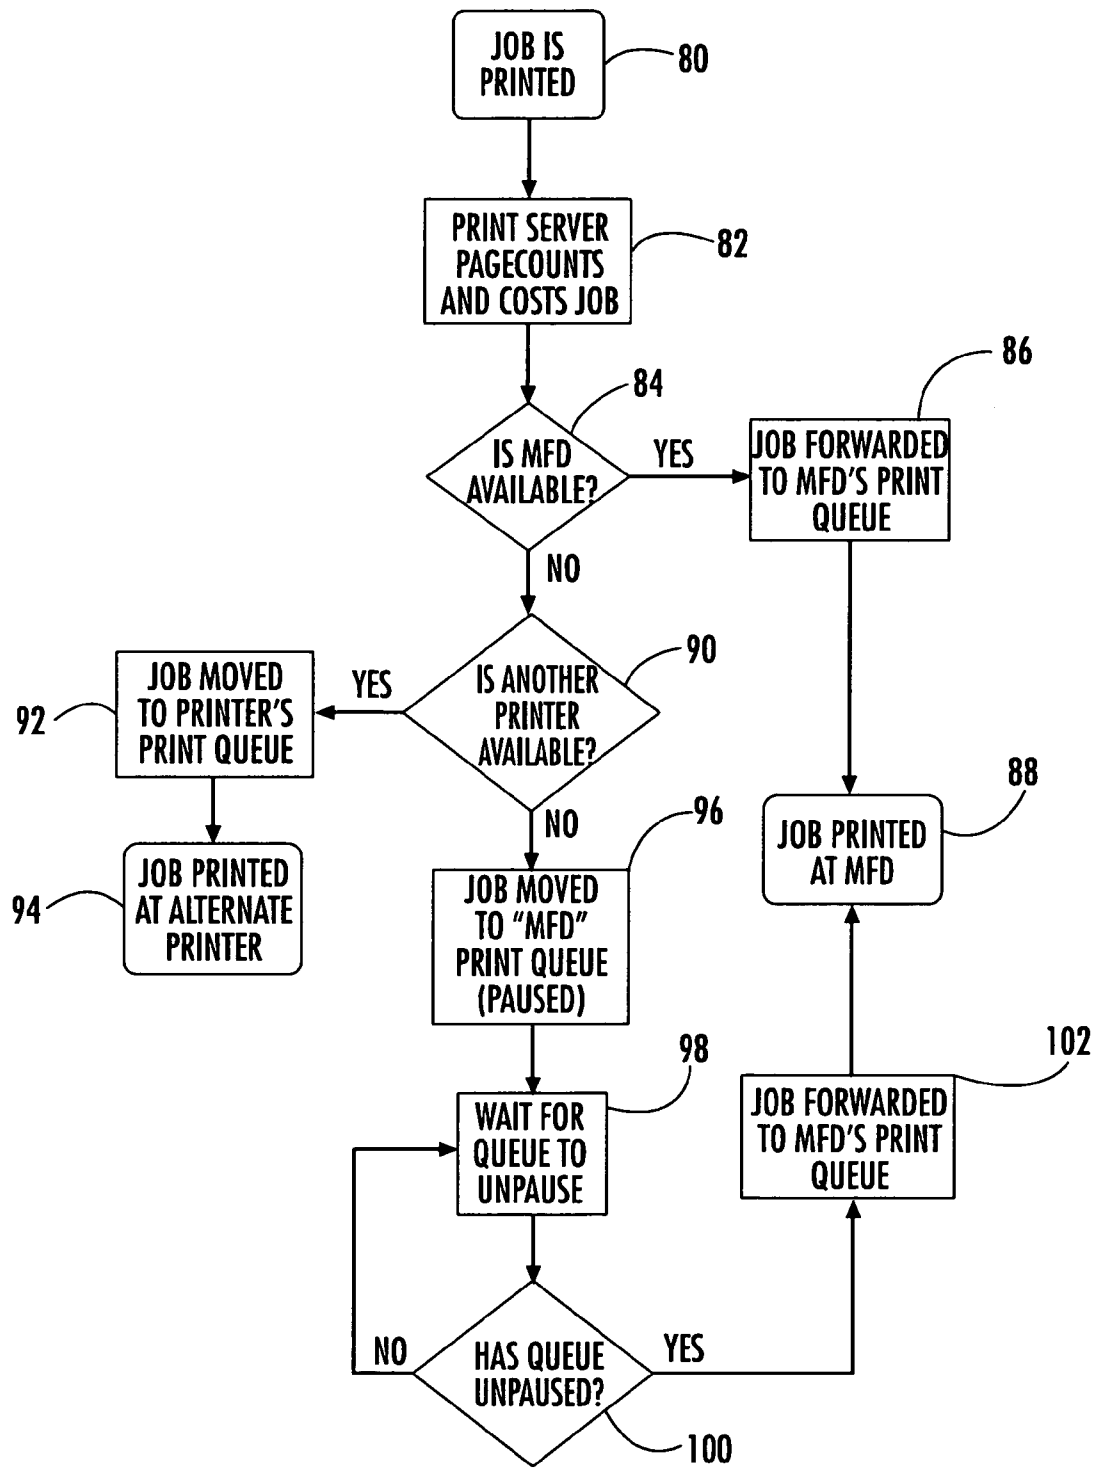 JOB IS
PRINTED
80
PRINT SERVER
PAGECOUNTS
AND COSTS JOB
82
84
IS MFD
AVAILABLE?
YES
86
JOB FORWARDED
TO MFD'S PRINT
QUEUE
NO
90
IS ANOTHER
PRINTER
AVAILABLE?
YES
92
JOB MOVED
TO PRINTER'S
PRINT QUEUE
88
JOB PRINTED
AT MFD
94
JOB PRINTED
AT ALTERNATE
PRINTER
NO
96
JOB MOVED
TO "MFD"
PRINT QUEUE
(PAUSED)
98
WAIT FOR
QUEUE TO
UNPAUSE
102
JOB FORWARDED
TO MFD'S PRINT
QUEUE
NO
HAS QUEUE
UNPAUSED?
YES
100